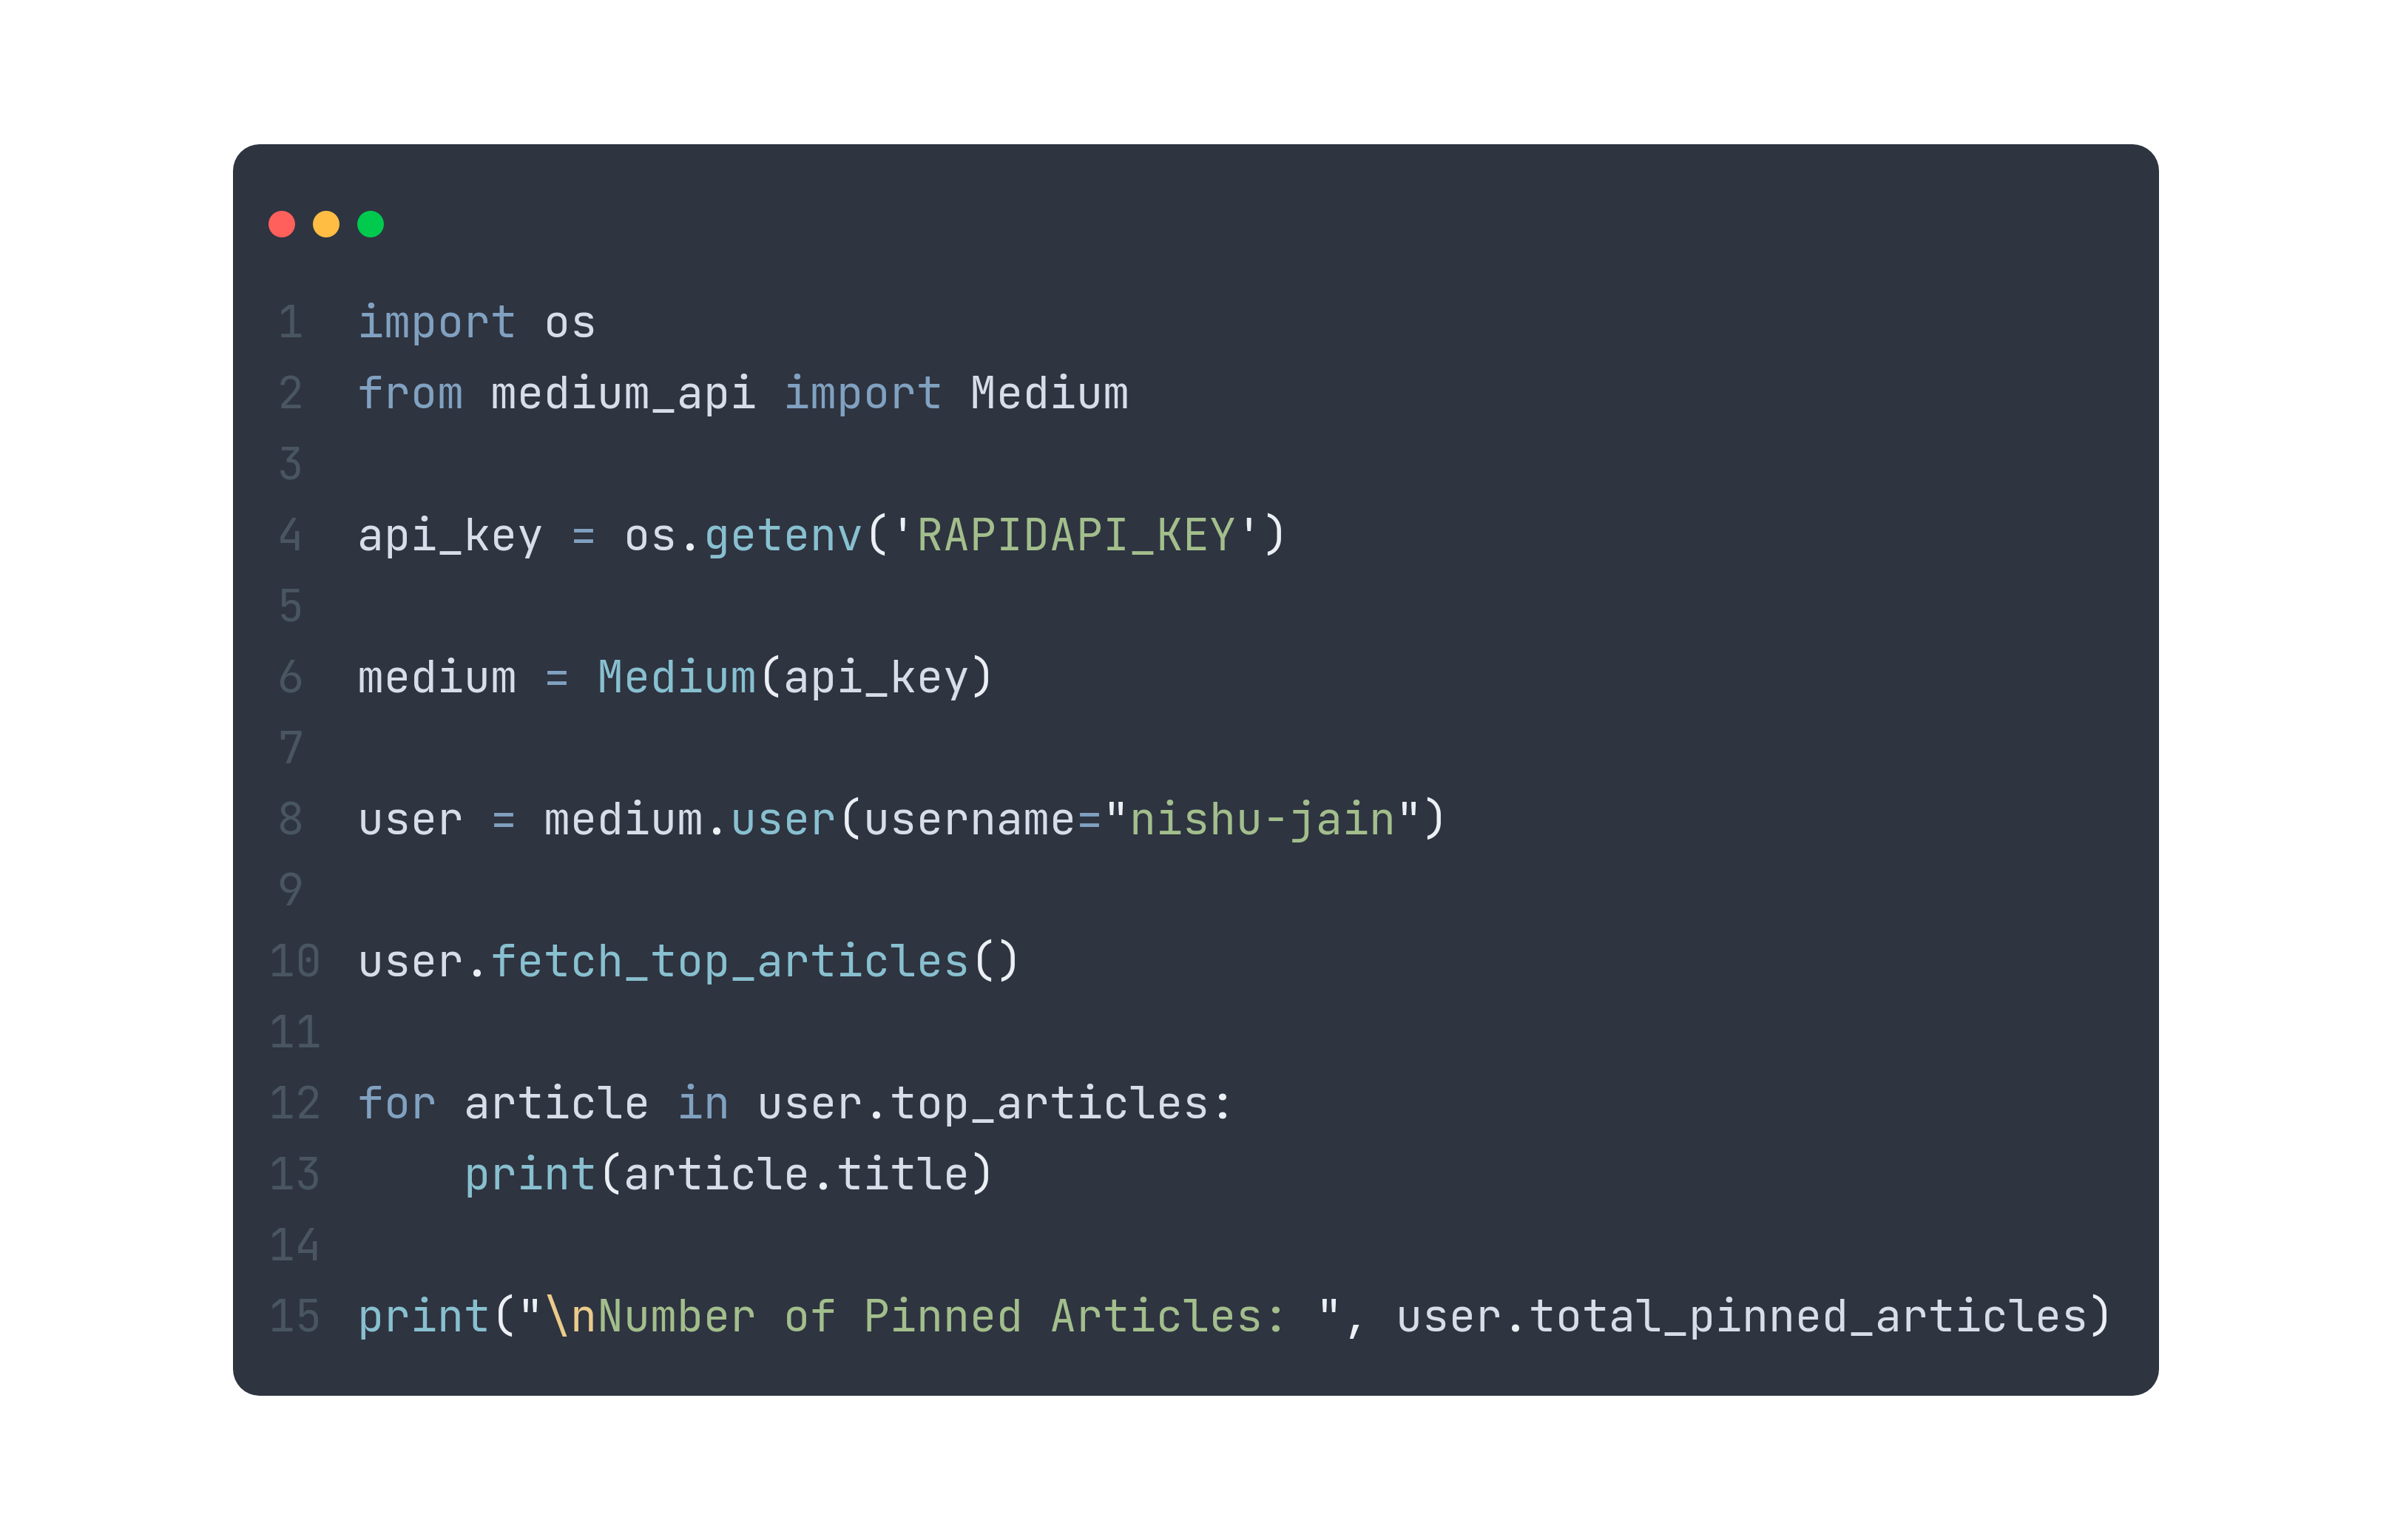 1 import os
2 from medium_api import Medium
3
4 api_key = os.getenv('RAPIDAPI_KEY')
5
6 medium = Medium(api_key)
7
8 user = medium.user(username="nishu-jain")
9
10 user.fetch_top_articles()
11
12 for article in user.top_articles:
13     print(article.title)
14
15 print("\nNumber of Pinned Articles: ", user.total_pinned_articles)